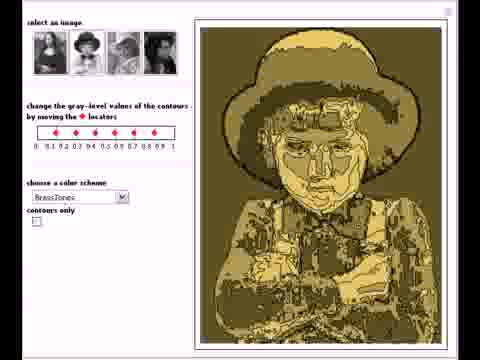 select an image
change the gray-level values of the contours
by moving the locators
0. 0.1 0.2 0.3 0.4 0.5 0.6 0.7 0.8 0.9 1
choose a color scheme
BrassTones
contours only